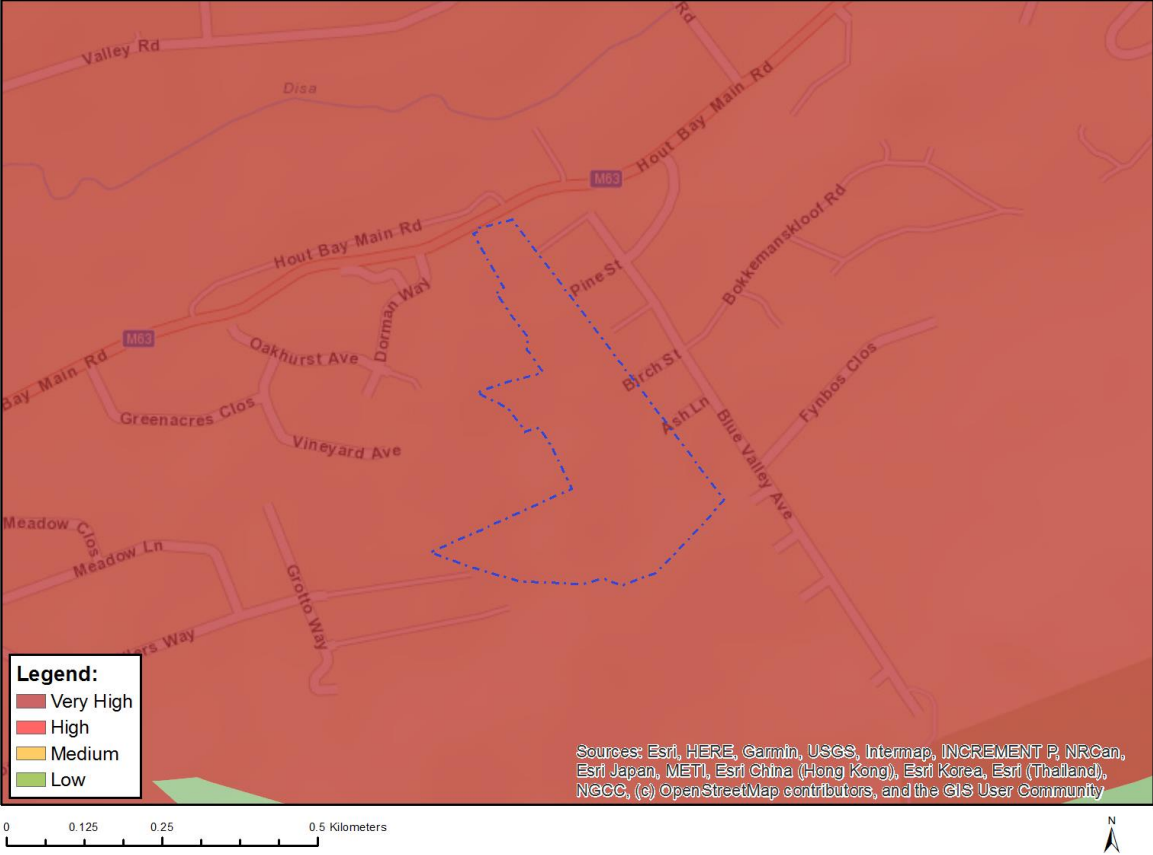 Rd
Valley Rd
Disa
Hout Bay Main Rd
M63
Hout Bay Main Rd
Bokkemanskloof Rd
Pine St
Dorman Way
M63
Oakhurst Ave
Bay Main Rd
Birch St
Fynbos Clos
Greenacres Clos
Ash Ln
Vineyard Ave
Blue Valley Ave
Meadow Clos
Meadow Ln
Grotto Way
ters Way
Legend:
Very High
High
Medium
Low
Sources: Esri, HERE, Garmin, USGS, Intermap, INCREMENT P, NRCan,
Esri Japan, METI, Esri China (Hong Kong), Esri Korea, Esri (Thailand),
NGCC, (c) OpenStreetMap contributors, and the GIS User Community
0 0.125 0.25 0.5 Kilometers
N